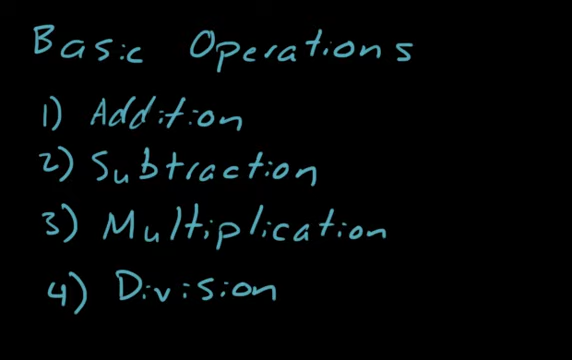 Basic Operations
1) Addition
2) Subtraction
3) Multiplication
4) Division